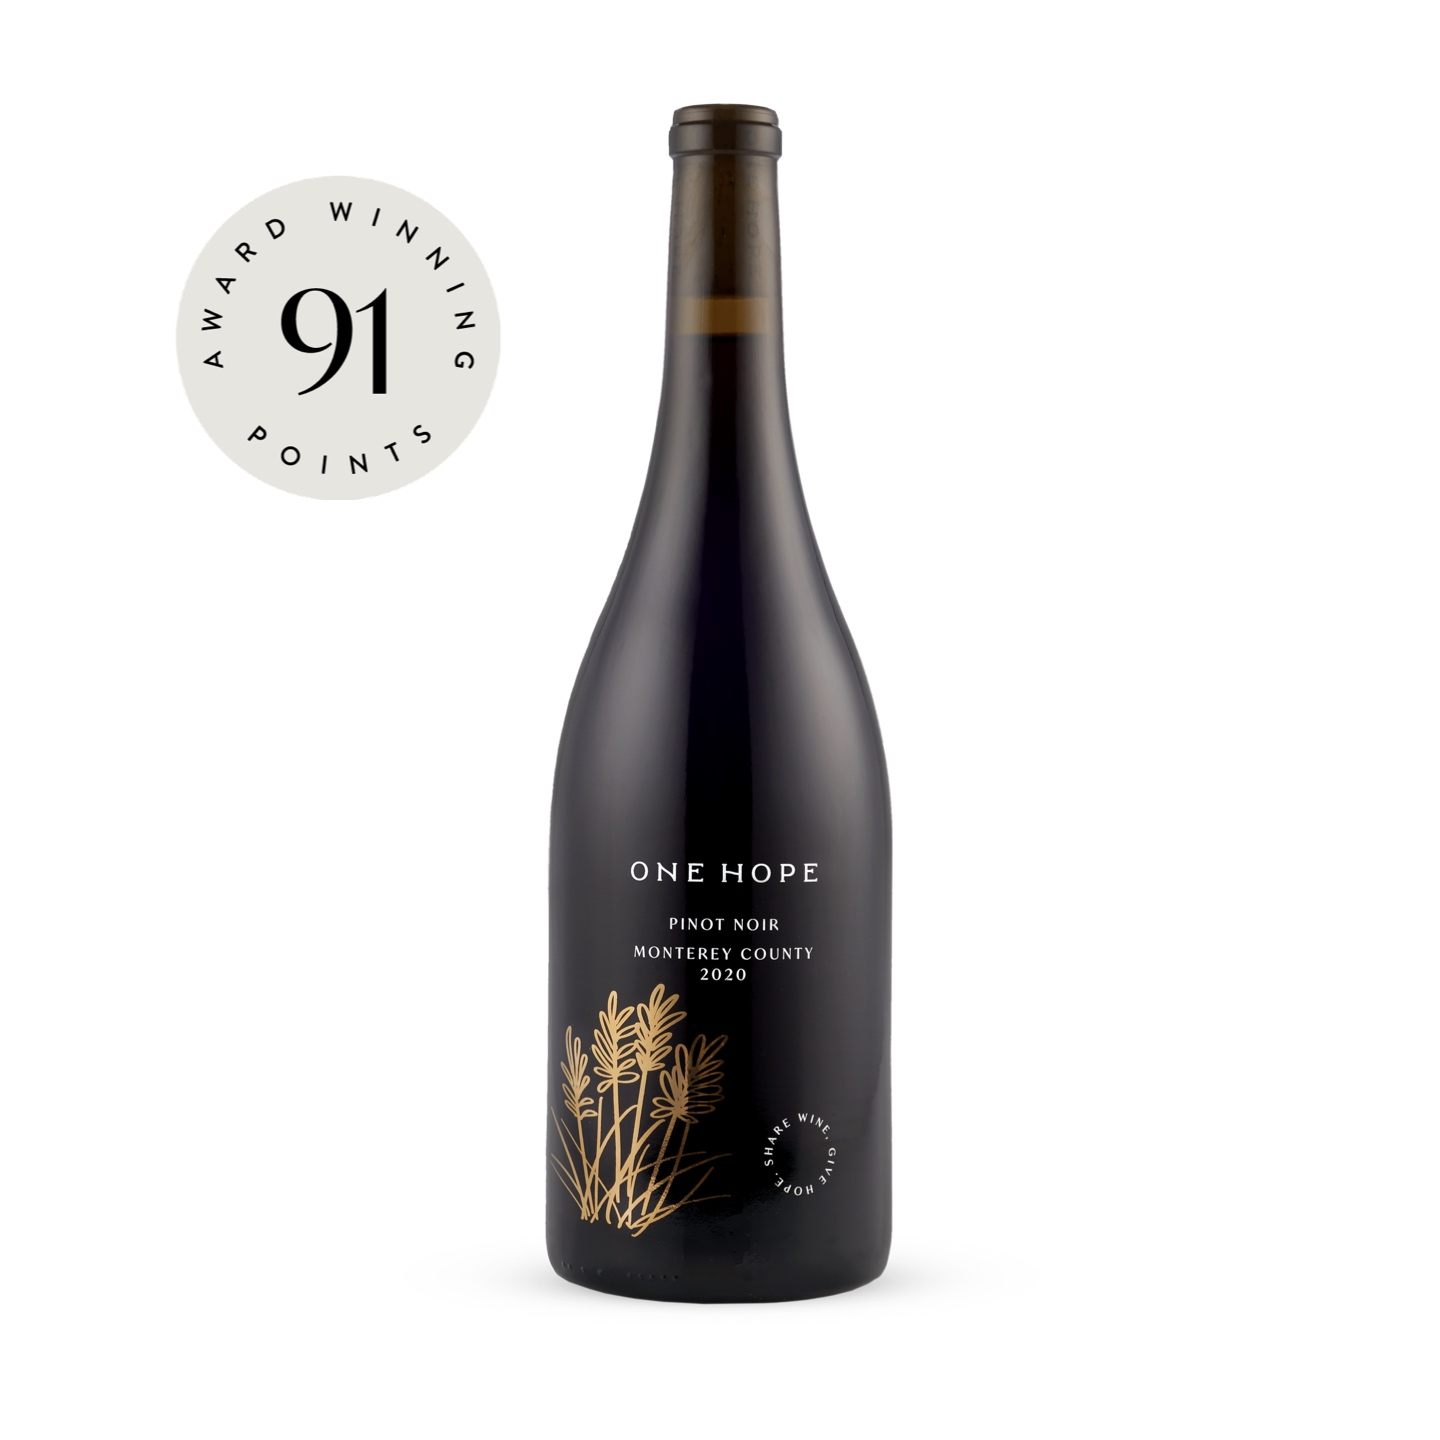 AWARD WINNING
91
POINTS
ONE HOPE
PINOT NOIR
MONTEREY COUNTY
2020
SHARE WINE. GIVE HOPE.